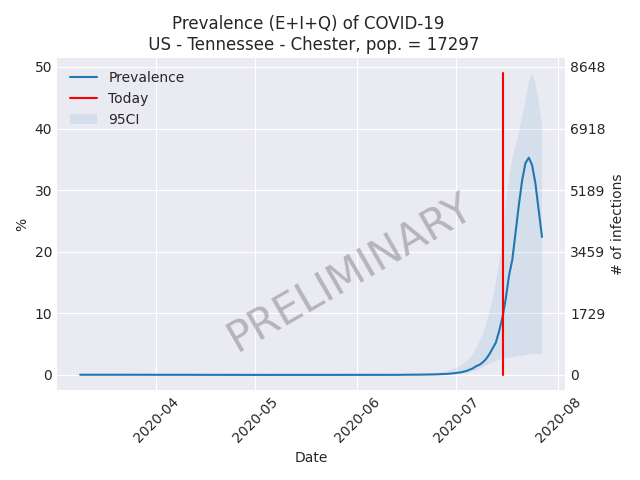 Prevalence (E+I+Q) of COVID-19
US - Tennessee - Chester, pop. = 17297
Prevalence
Today
95CI
50
40
30
20
10
0
%
8648
6918
5189
3459
1729
0
# of infections
PRELIMINARY
2020-04
2020-05
2020-06
2020-07
2020-08
Date